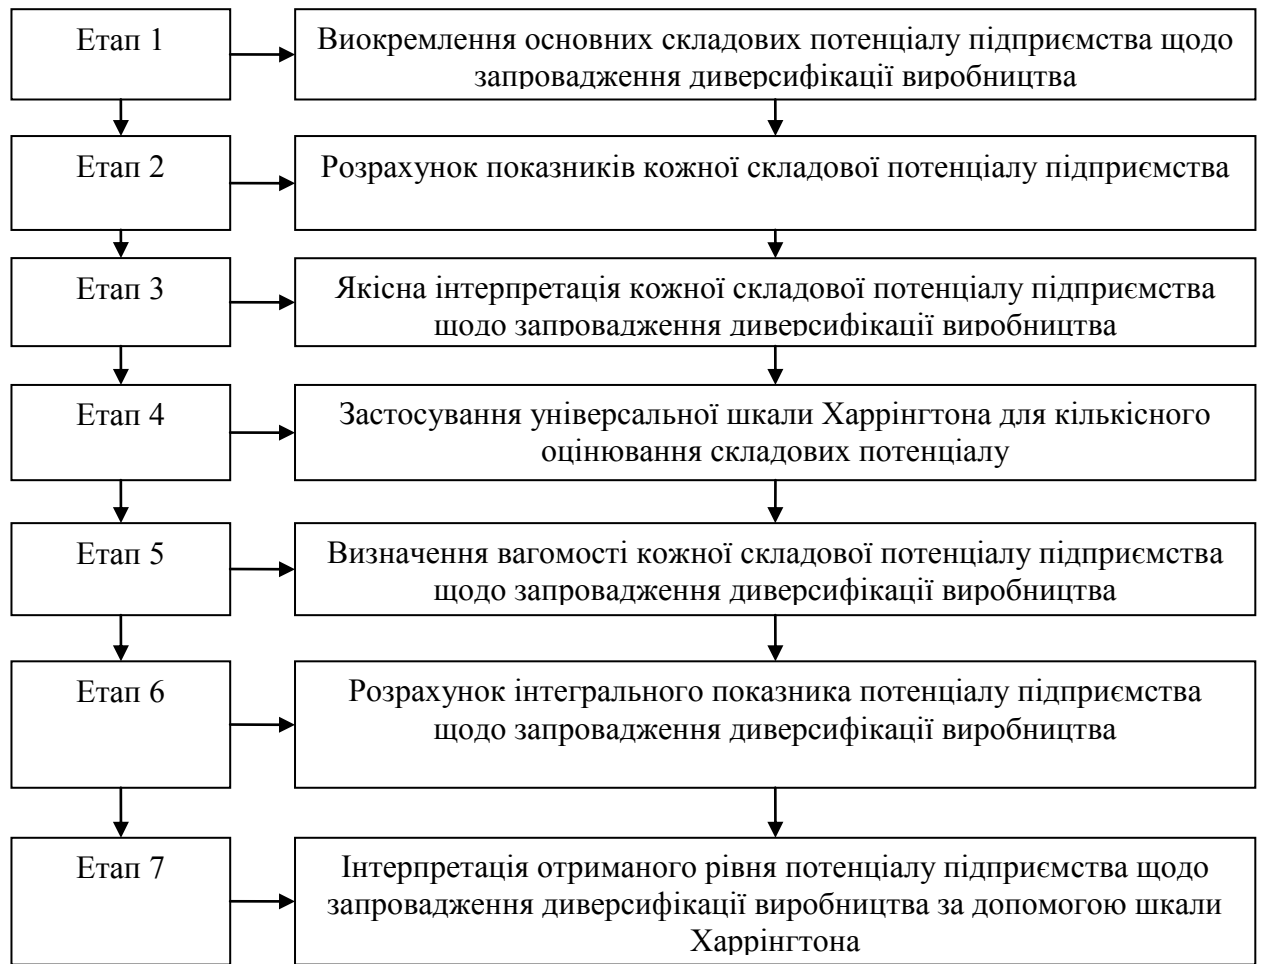 Етап 1
Виокремлення основних складових потенціалу підприємства щодо
запровадження диверсифікації виробництва
Етап 2
Розрахунок показників кожної складової потенціалу підприємства
Етап 3
Якісна інтерпретація кожної складової потенціалу підприємства
щодо запровадження диверсифікації виробництва
Етап 4
Застосування універсальної шкали Харрінгтона для кількісного
оцінювання складових потенціалу
Етап 5
Визначення вагомості кожної складової потенціалу підприємства
щодо запровадження диверсифікації виробництва
Етап 6
Розрахунок інтегрального показника потенціалу підприємства
щодо запровадження диверсифікації виробництва
Етап 7
Інтерпретація отриманого рівня потенціалу підприємства щодо
запровадження диверсифікації виробництва за допомогою шкали
Харрінгтона